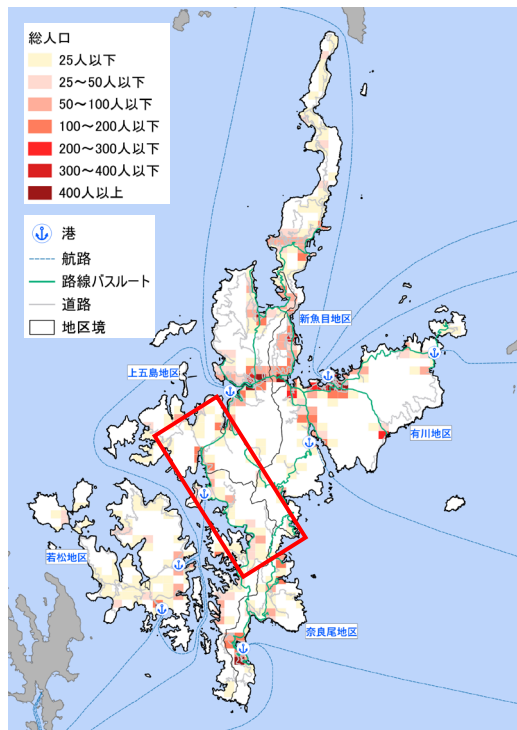 総人口
25人以下
25～50人以下
50～100人以下
100～200人以下
200～300人以下
300～400人以下
400人以上
港
航路
路線バスルート
道路
地区境
新魚目地区
上五島地区
有川地区
若松地区
奈良尾地区